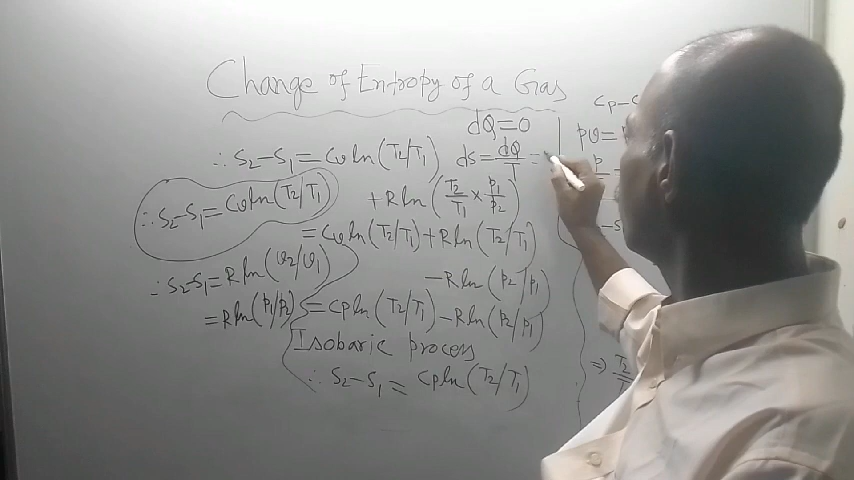 Change of Entropy of a Gas
dQ = 0
∴ S₂-S₁ = Cv ln(T₂/T₁)
+ R ln (T₂/T₁ × P₁/P₂)
= Cv ln(T₂/T₁) + R ln(T₂/T₁)
- R ln (P₂/P₁)
= Cp ln(T₂/T₁) - R ln(P₂/P₁)
Isobaric process
∴ S₂-S₁ = Cp ln(T₂/T₁)
∴ S₂-S₁ = Cv ln(T₂/T₁)
∴ S₂-S₁ = R ln(v₂/v₁)
= R ln(P₁/P₂)
ds = dQ/T =
Cp-C
pv =
P
-S
⇒ T₂